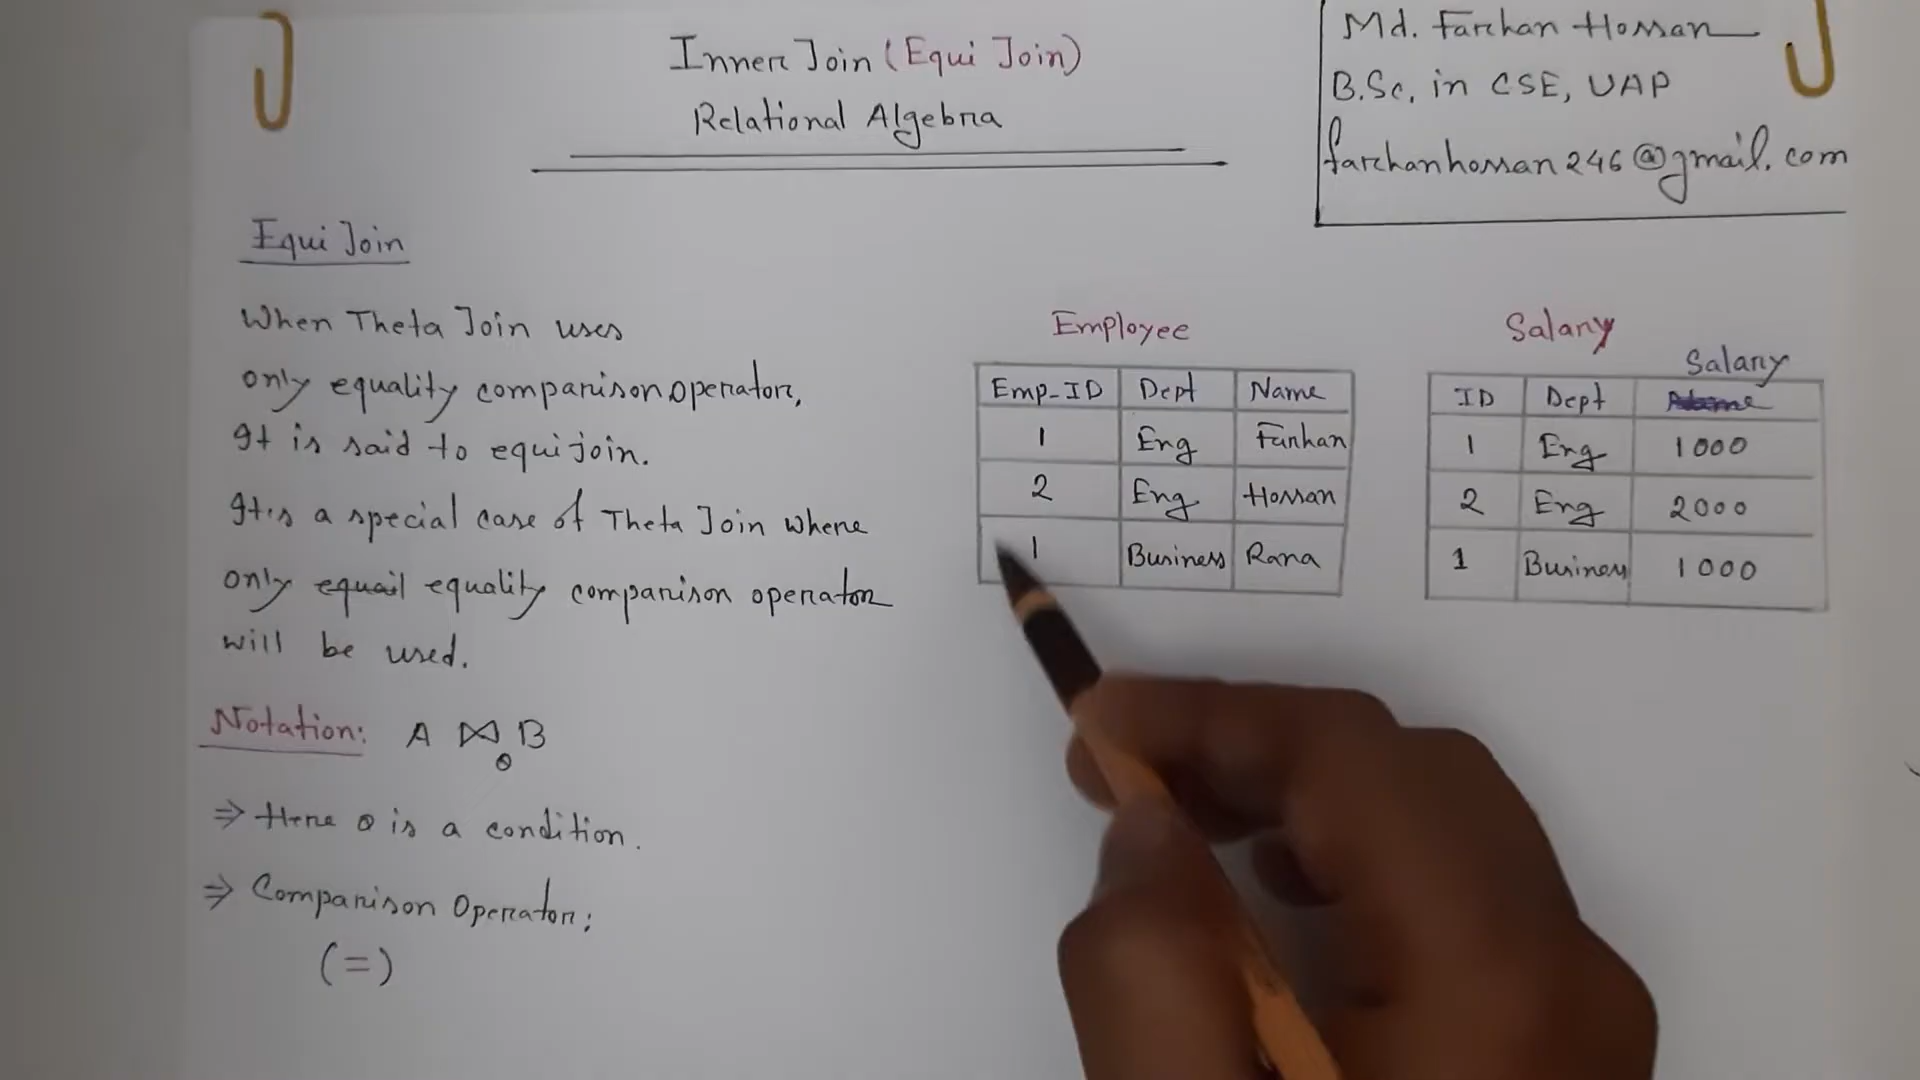 Inner Join (Equi Join)
Relational Algebra
Md. Farhan Hossan
B.Sc. in CSE, UAP
farhanhossan246@gmail.com
Equi Join
When Theta Join uses
only equality comparison operator,
It is said to equi join.
It is a special case of Theta Join where
only equail equality comparison operator
will be used.
Notation: A ⋈ B
θ
⇒ Here θ is a condition.
⇒ Comparison Operator:
(=)
Employee
Emp_ID Dept Name
1 Eng Farhan
2 Eng Hossan
1 Business Rana
Salary
Salary
ID Dept
1 Eng 1000
2 Eng 2000
1 Business 1000